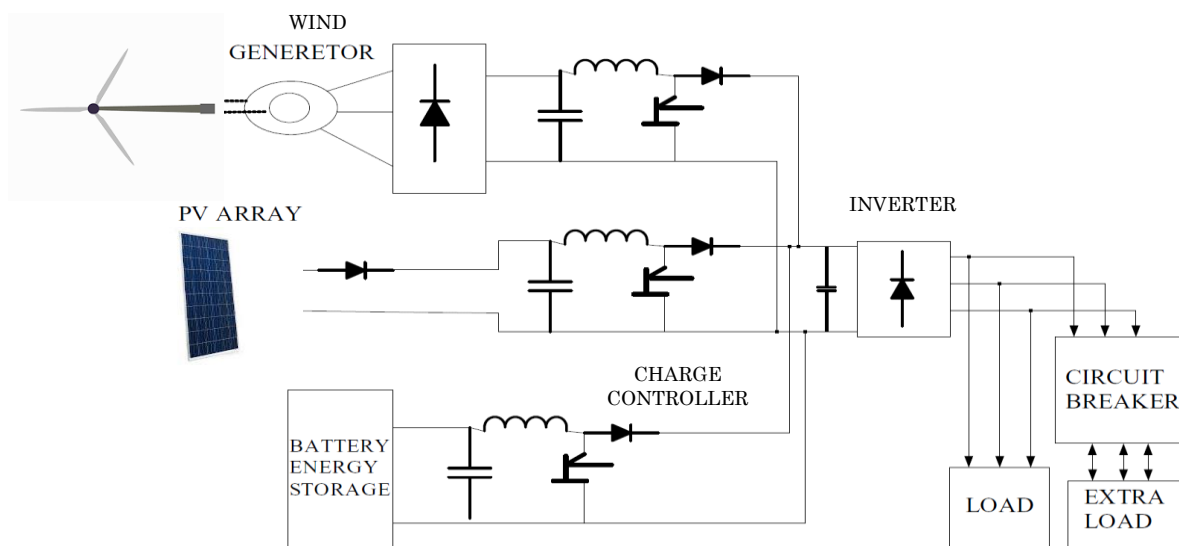 WIND
GENERETOR
PV ARRAY
INVERTER
CHARGE
CONTROLLER
BATTERY
ENERGY
STORAGE
CIRCUIT
BREAKER
LOAD
EXTRA
LOAD